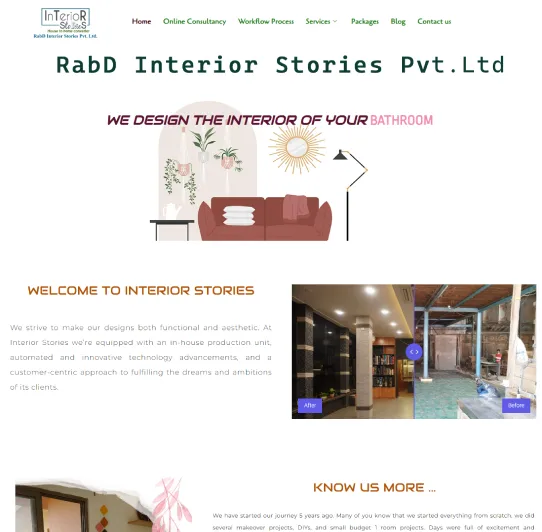 InTerioR
StorieS
House to Home Converter
RabD Interior Stories Pvt. Ltd.
Home Online Consultancy Workflow Process Services Packages Blog Contact us
RabD Interior Stories Pvt.Ltd
WE DESIGN THE INTERIOR OF YOUR BATHROOM
WELCOME TO INTERIOR STORIES
We strive to make our designs both functional and aesthetic. At
Interior Stories we're equipped with an in-house production unit,
automated and innovative technology advancements, and a
customer-centric approach to fulfilling the dreams and ambitions
of its clients.
After Before
KNOW US MORE ...
We have started our journey 5 years ago. Many of you know that we started everything from scratch, we did
several makeover projects, DIYs, and small budget 1 room projects. Days were full of excitement and